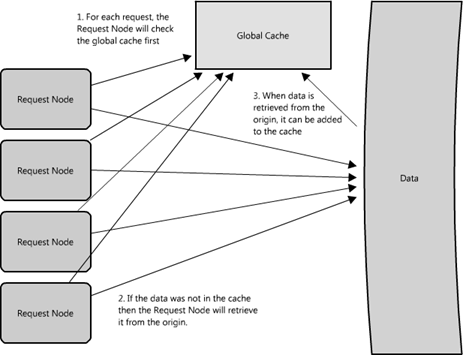 1. For each request, the
Request Node will check
the global cache first
Global Cache
Request Node
3. When data is
retrieved from the
origin, it can be added
to the cache
Request Node
Data
Request Node
Request Node
2. If the data was not in the cache
then the Request Node will retrieve
it from the origin.